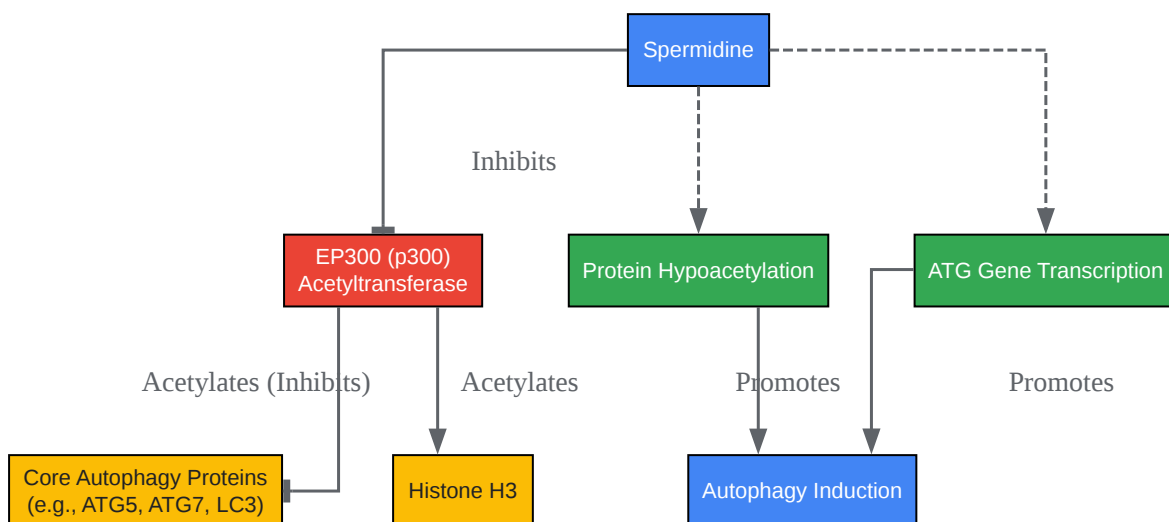 Spermidine
Inhibits
EP300 (p300)
Acetyltransferase
Protein Hypoacetylation
ATG Gene Transcription
Acetylates (Inhibits)
Acetylates
Promotes
Promotes
Core Autophagy Proteins
(e.g., ATG5, ATG7, LC3)
Histone H3
Autophagy Induction